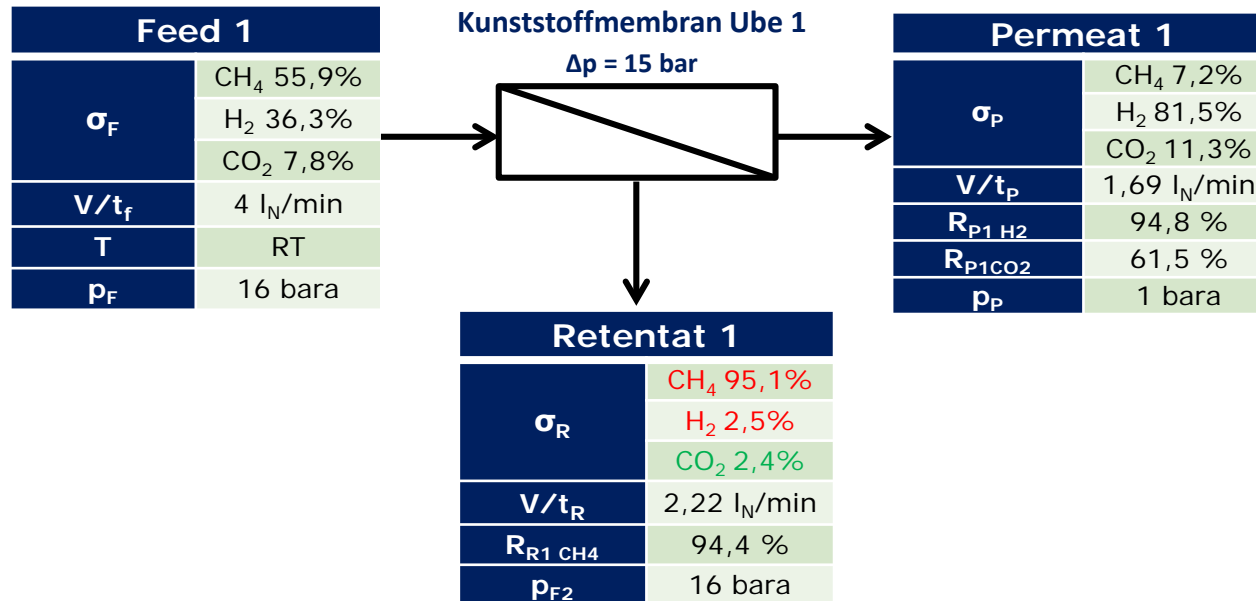 Feed 1
σF
CH4 55,9%
H2 36,3%
CO2 7,8%
V/tf
4 lN/min
T
RT
pF
16 bara
Kunststoffmembran Ube 1
Δp = 15 bar
Permeat 1
σP
CH4 7,2%
H2 81,5%
CO2 11,3%
V/tP
1,69 lN/min
RP1 H2
94,8 %
RP1CO2
61,5 %
pP
1 bara
Retentat 1
σR
CH4 95,1%
H2 2,5%
CO2 2,4%
V/tR
2,22 lN/min
RR1 CH4
94,4 %
pF2
16 bara